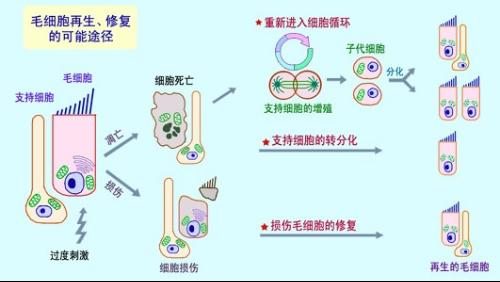 毛细胞再生、修复
的可能途径
毛细胞
支持细胞
过度刺激
凋亡
损伤
细胞死亡
细胞损伤
★重新进入细胞循环
支持细胞的增殖
子代细胞
分化
★支持细胞的转分化
★损伤毛细胞的修复
再生的毛细胞